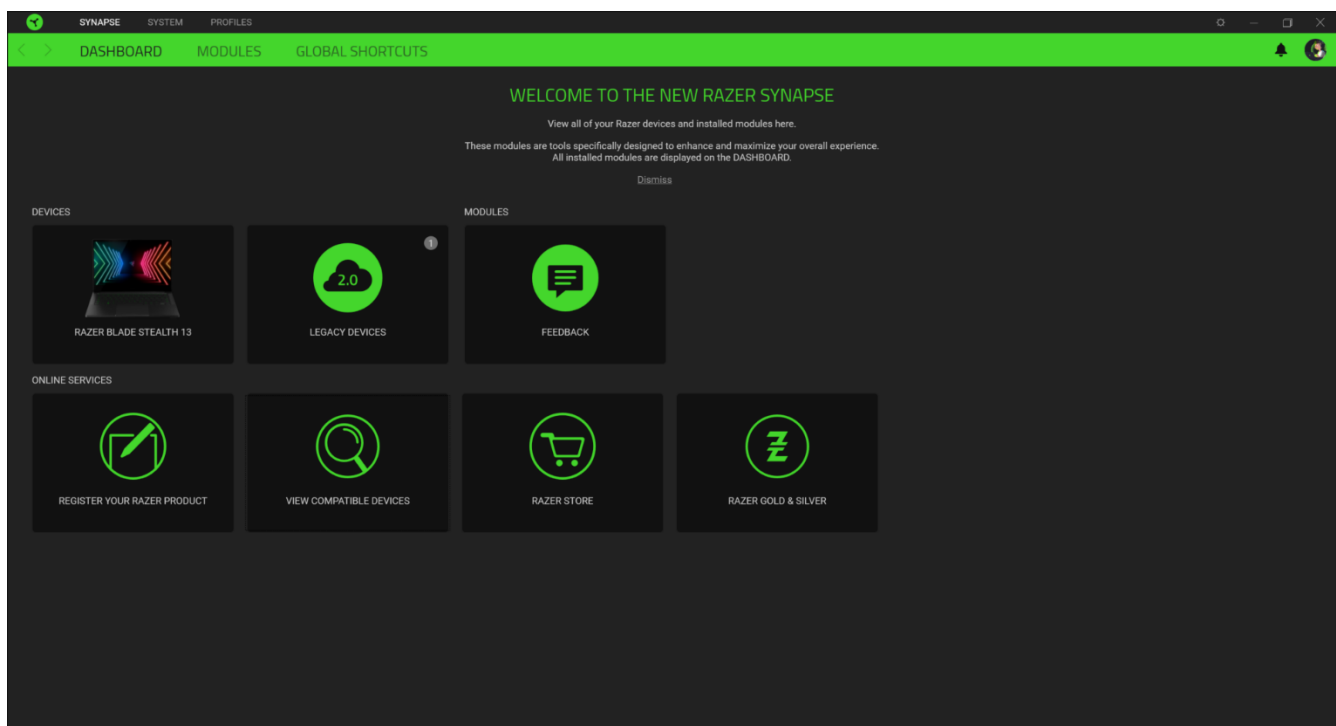 SYNAPSE SYSTEM PROFILES
DASHBOARD MODULES GLOBAL SHORTCUTS
WELCOME TO THE NEW RAZER SYNAPSE
View all of your Razer devices and installed modules here.
These modules are tools specifically designed to enhance and maximize your overall experience.
All installed modules are displayed on the DASHBOARD.
Dismiss
DEVICES
MODULES
1
2.0
RAZER BLADE STEALTH 13
LEGACY DEVICES
FEEDBACK
ONLINE SERVICES
REGISTER YOUR RAZER PRODUCT
VIEW COMPATIBLE DEVICES
RAZER STORE
RAZER GOLD & SILVER